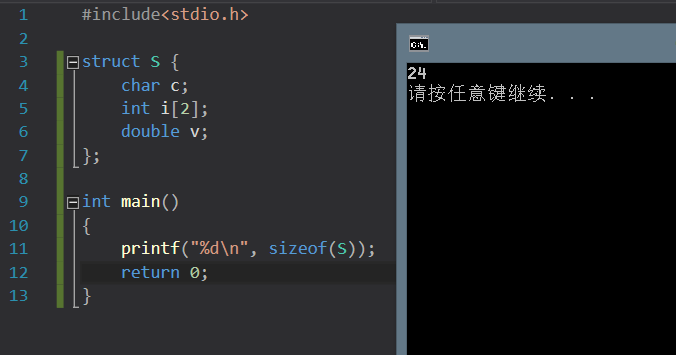 1 #include<stdio.h>
2
3 struct S {
4 char c;
5 int i[2];
6 double v;
7 };
8
9 int main()
10 {
11 printf("%d\n", sizeof(S));
12 return 0;
13 }
C:\.
24
请按任意键继续. . .